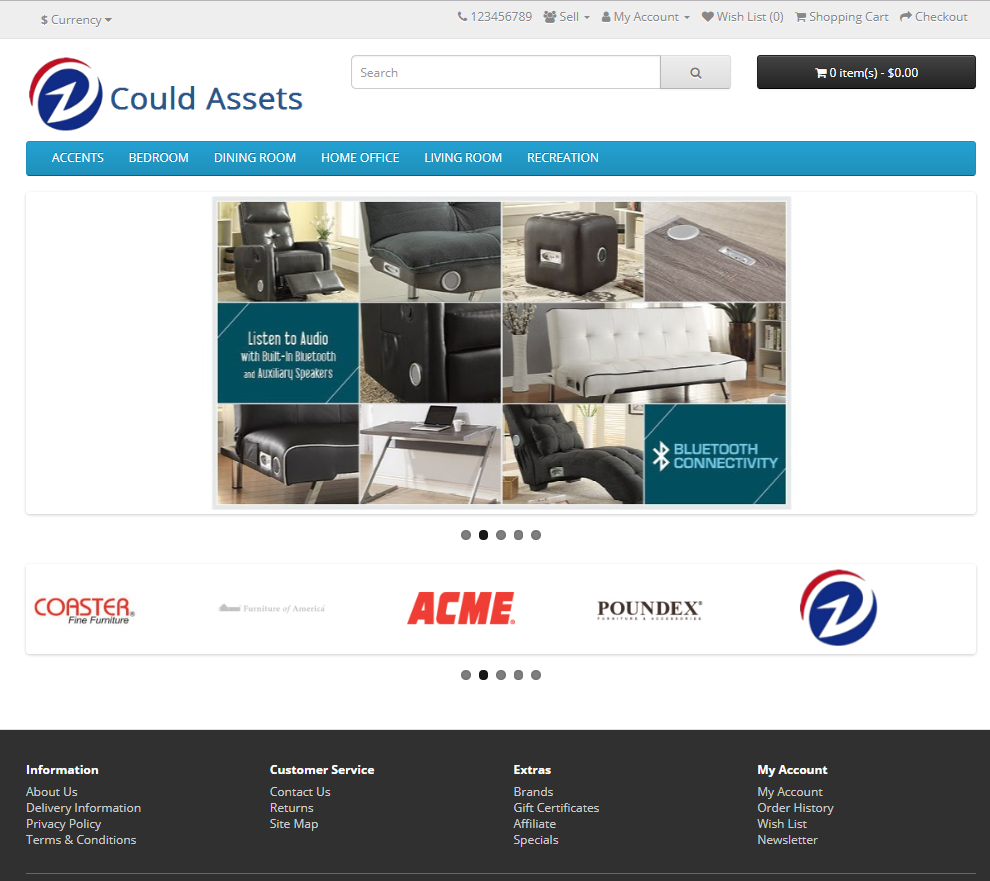 $ Currency
123456789 Sell My Account Wish List (0) Shopping Cart Checkout
Could Assets
Search
0 item(s) - $0.00
ACCENTS BEDROOM DINING ROOM HOME OFFICE LIVING ROOM RECREATION
Listen to Audio
with Built-In Bluetooth
and Auxiliary Speakers
BLUETOOTH
CONNECTIVITY
COASTER®
Fine Furniture
Furniture of America
ACME®
POUNDEX®
FURNITURE & ACCESSORIES
Information
About Us
Delivery Information
Privacy Policy
Terms & Conditions
Customer Service
Contact Us
Returns
Site Map
Extras
Brands
Gift Certificates
Affiliate
Specials
My Account
My Account
Order History
Wish List
Newsletter